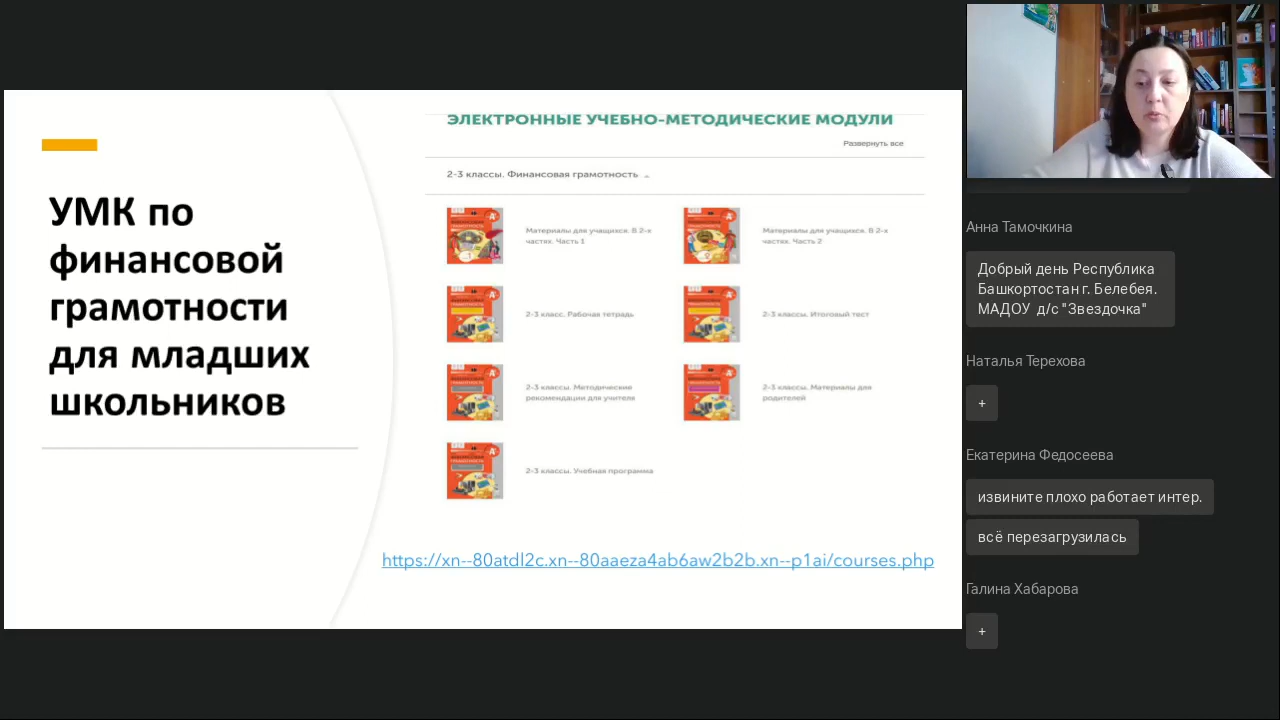 УМК по
финансовой
грамотности
для младших
школьников
ЭЛЕКТРОННЫЕ УЧЕБНО-МЕТОДИЧЕСКИЕ МОДУЛИ
Развернуть все
2-3 классы. Финансовая грамотность
Материалы для учащихся. В 2-х
частях. Часть 1
Материалы для учащихся. В 2-х
частях. Часть 2
2-3 класс. Рабочая тетрадь
2-3 классы. Итоговый тест
2-3 классы. Методические
рекомендации для учителя
2-3 классы. Материалы для
родителей
2-3 классы. Учебная программа
https://xn--80atdl2c.xn--80aaeza4ab6aw2b2b.xn--p1ai/courses.php
Анна Тамочкина
Добрый день Республика
Башкортостан г. Белебея.
МАДОУ д/с "Звездочка"
Наталья Терехова
+
Екатерина Федосеева
извините плохо работает интер.
всё перезагрузилась
Галина Хабарова
+